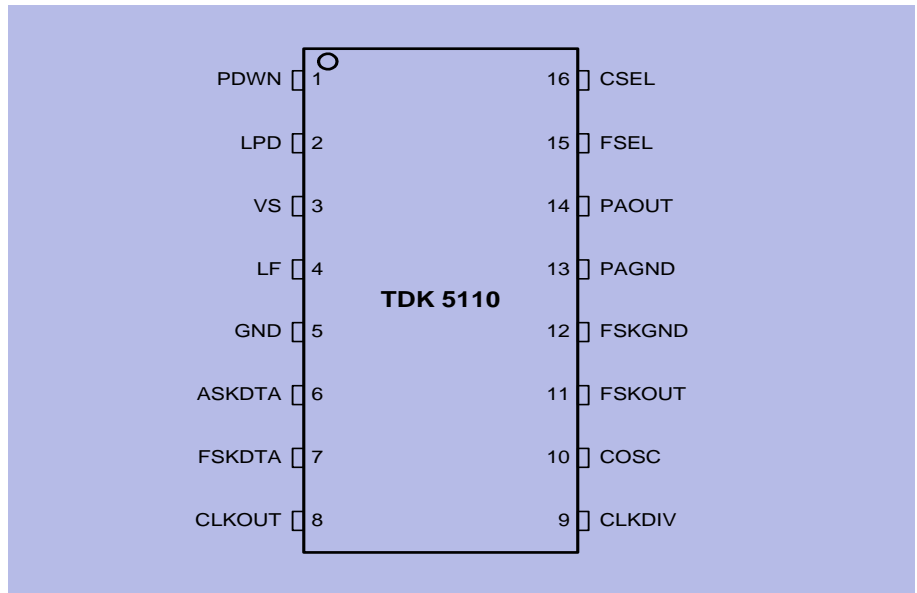 PDWN 1 16 CSEL
LPD 2 15 FSEL
VS 3 14 PAOUT
LF 4 13 PAGND
TDK 5110
GND 5 12 FSKGND
ASKDTA 6 11 FSKOUT
FSKDTA 7 10 COSC
CLKOUT 8 9 CLKDIV